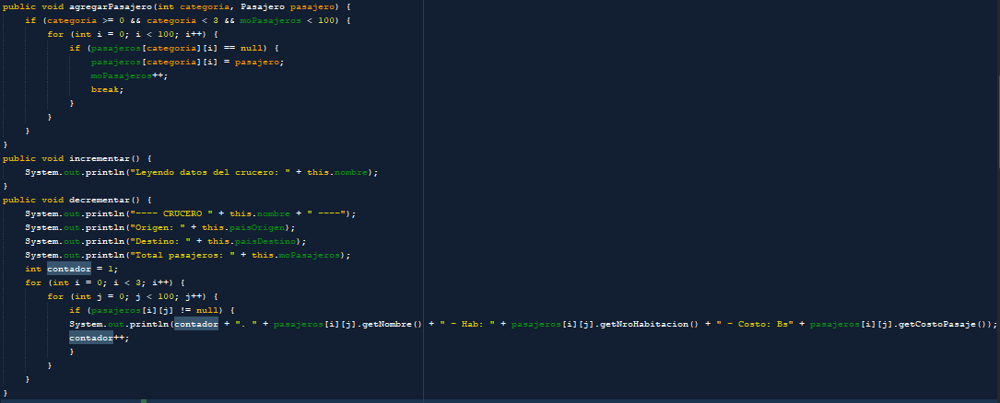 public void agregarPasajero(int categoria, Pasajero pasajero) {
if (categoria >= 0 && categoria < 3 && moPasajeros < 100) {
for (int i = 0; i < 100; i++) {
if (pasajeros[categoria][i] == null) {
pasajeros[categoria][i] = pasajero;
moPasajeros++;
break;
}
}
}
}
public void incrementar() {
System.out.println("Leyendo datos del crucero: " + this.nombre);
}
public void decrementar() {
System.out.println("---- CRUCERO " + this.nombre + " ----");
System.out.println("Origen: " + this.paisOrigen);
System.out.println("Destino: " + this.paisDestino);
System.out.println("Total pasajeros: " + this.moPasajeros);
int contador = 1;
for (int i = 0; i < 3; i++) {
for (int j = 0; j < 100; j++) {
if (pasajeros[i][j] != null) {
System.out.println(contador + ". " + pasajeros[i][j].getNombre() + " - Hab: " + pasajeros[i][j].getNroHabitacion() + " - Costo: Bs" + pasajeros[i][j].getCostoPasaje());
contador++;
}
}
}
}